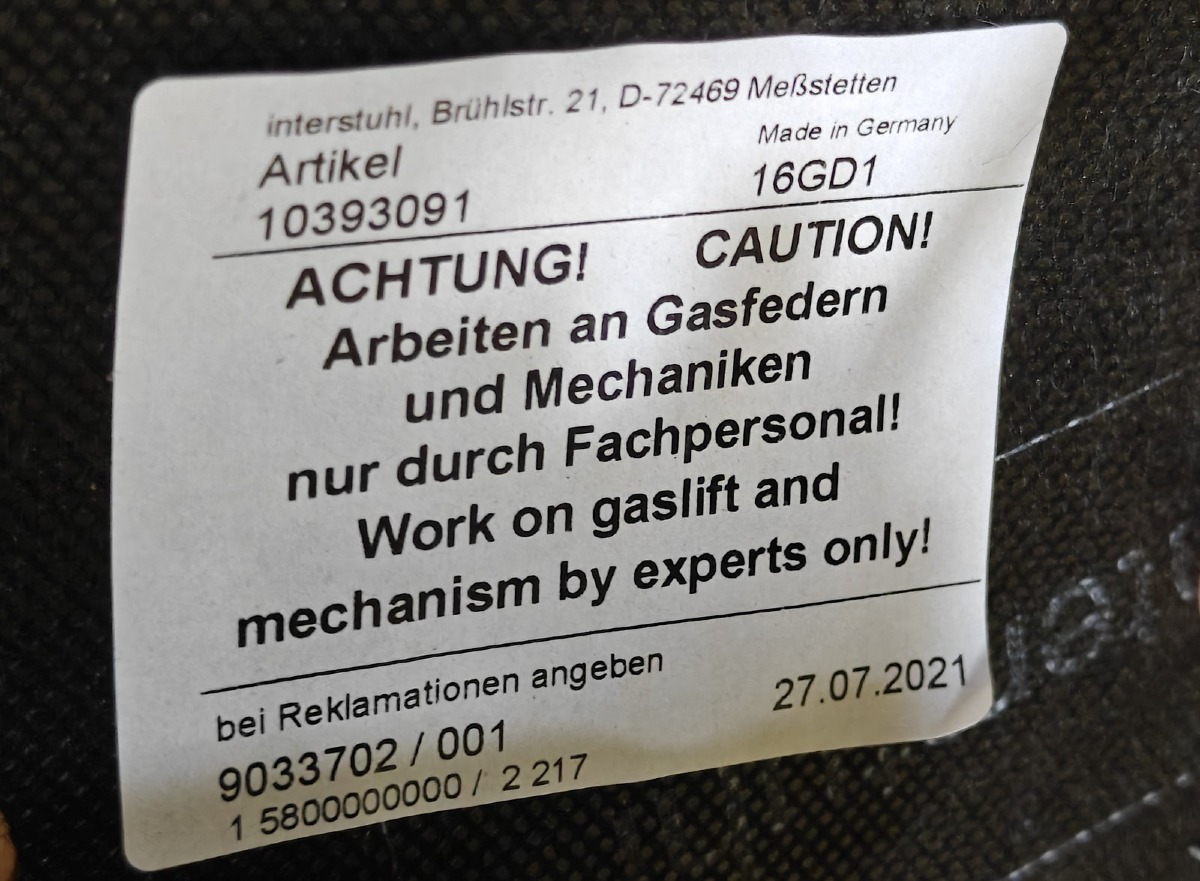 interstuhl, Brühlstr. 21, D-72469 Meßstetten
Made in Germany
Artikel
10393091 16GD1
ACHTUNG! CAUTION!
Arbeiten an Gasfedern
und Mechaniken
nur durch Fachpersonal!
Work on gaslift and
mechanism by experts only!
bei Reklamationen angeben
27.07.2021
9033702 / 001
1 5800000000 / 2 217